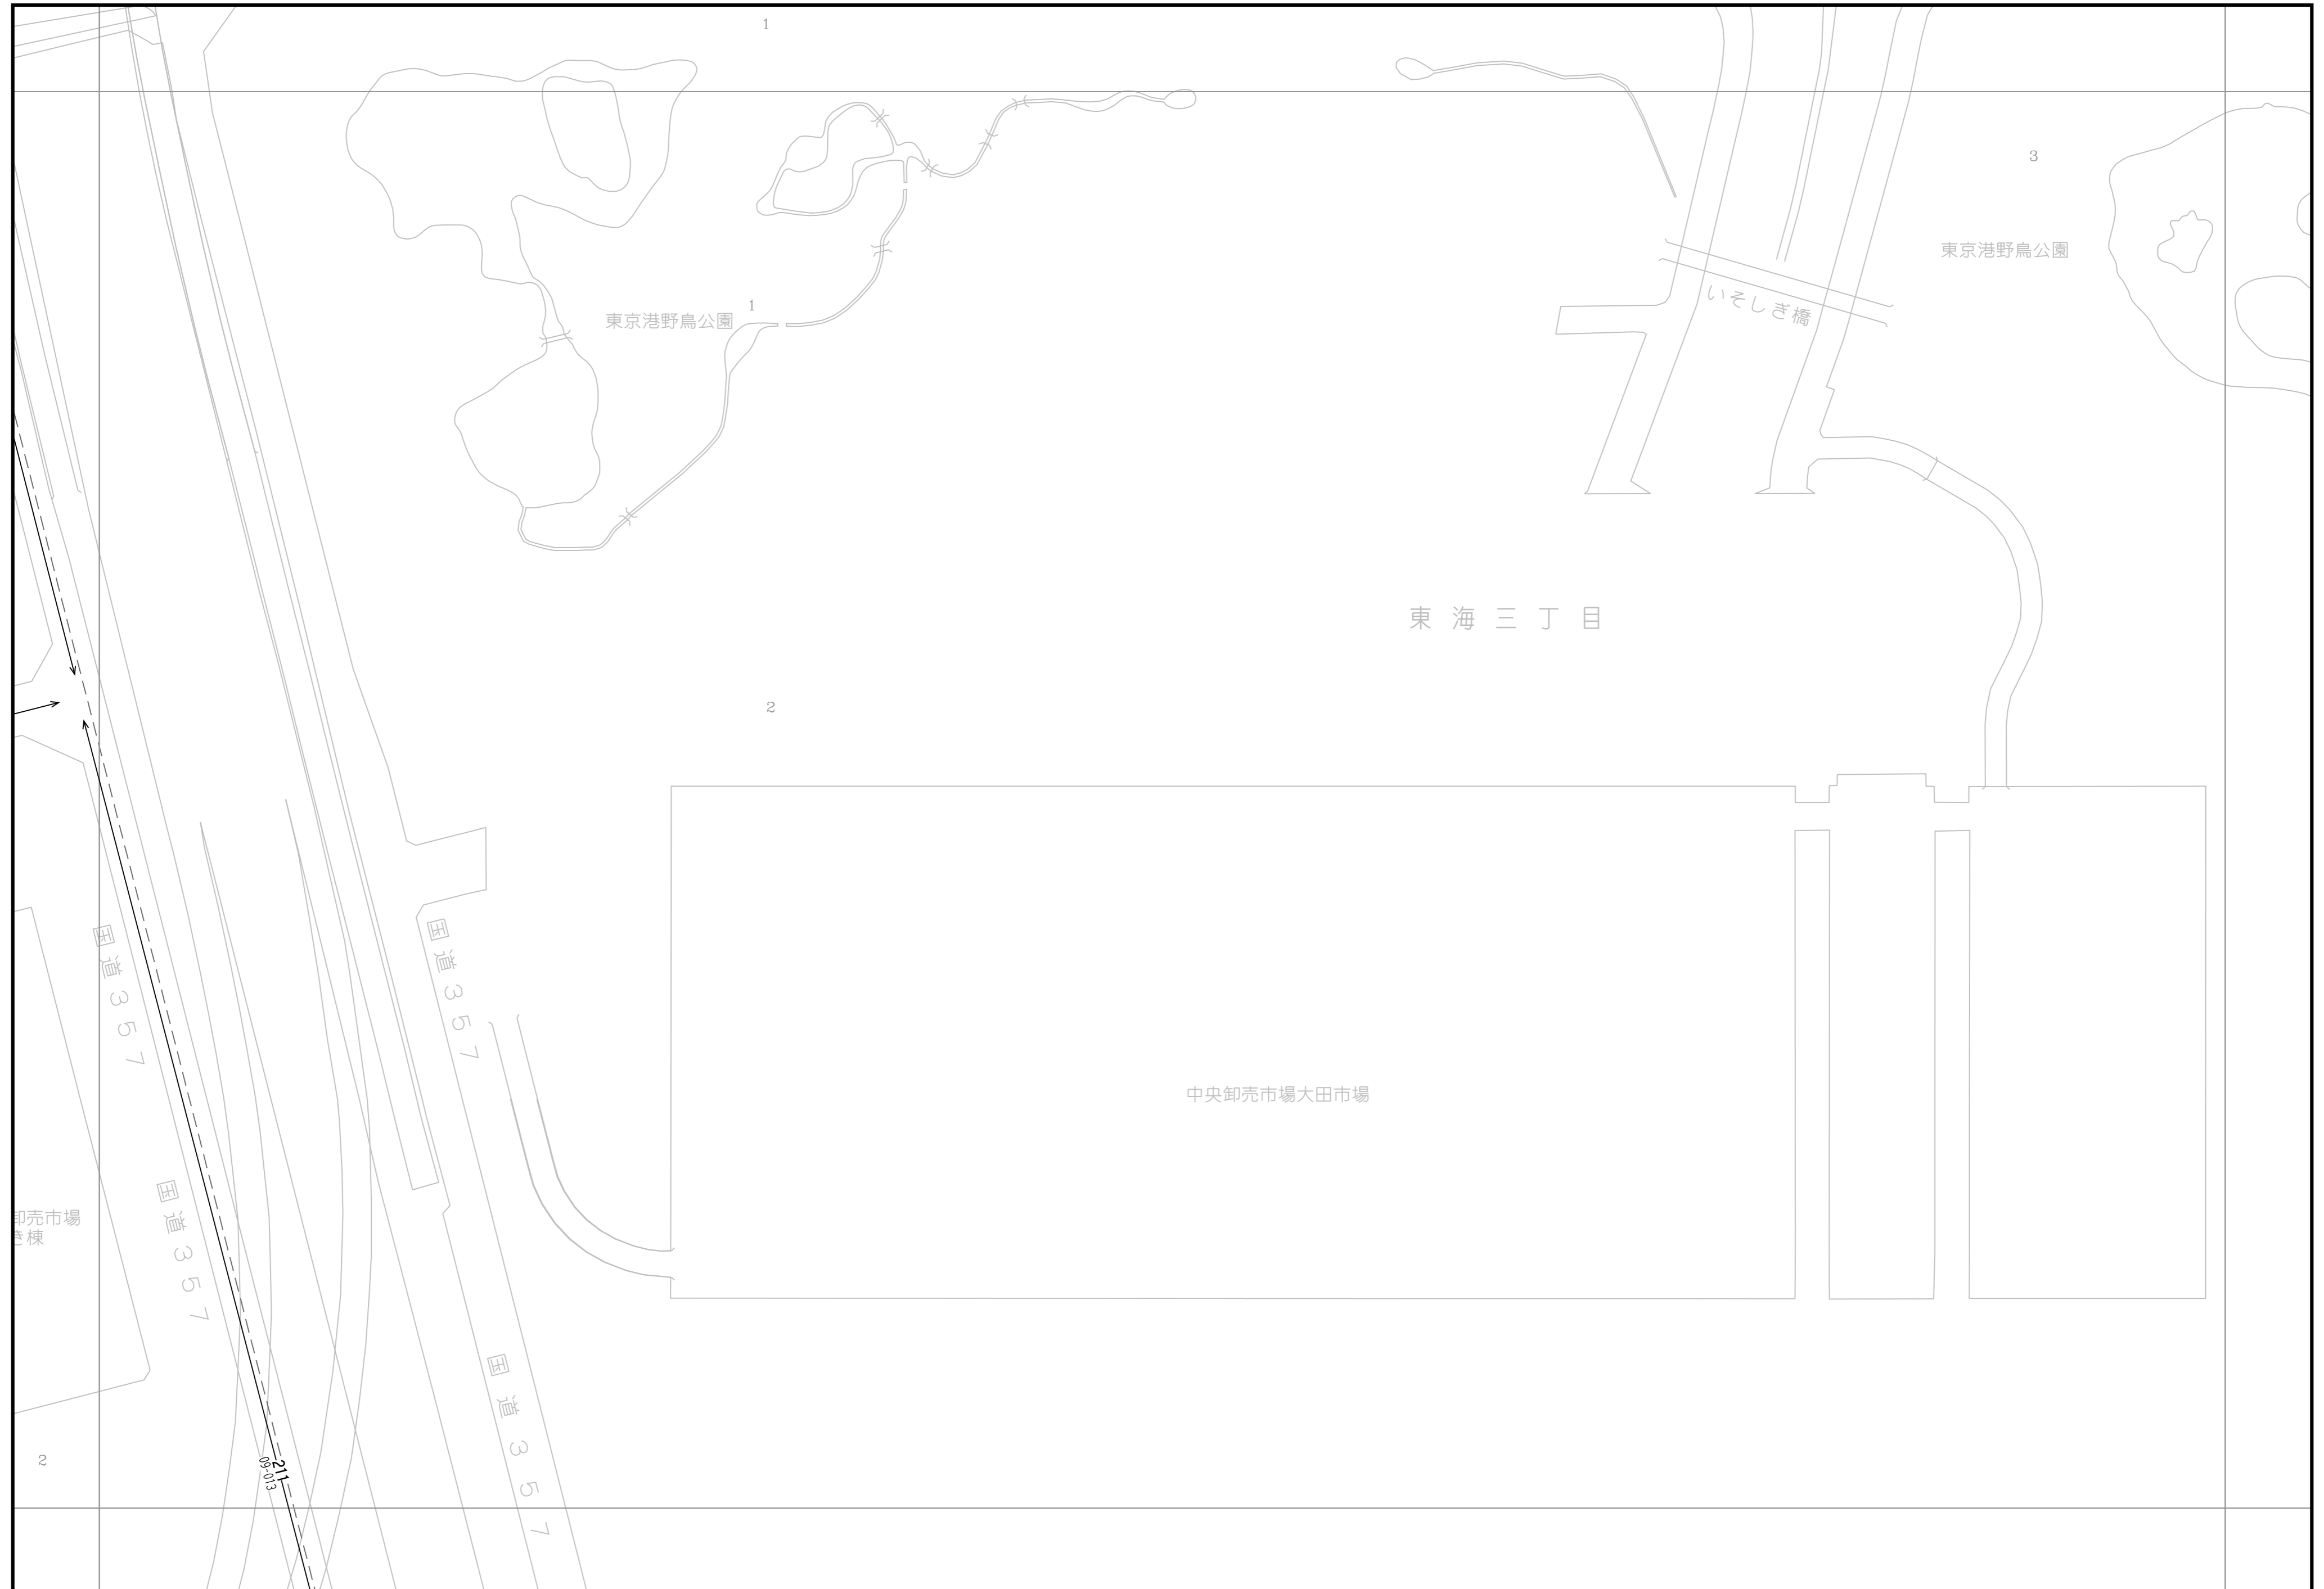 1
3
東京港野鳥公園
いそしぎ橋
1
東京港野鳥公園
東海三丁目
2
国道357
国道357
中央卸売市場大田市場
国道357
卸売市場
き棟
国道357
2
211
09-013